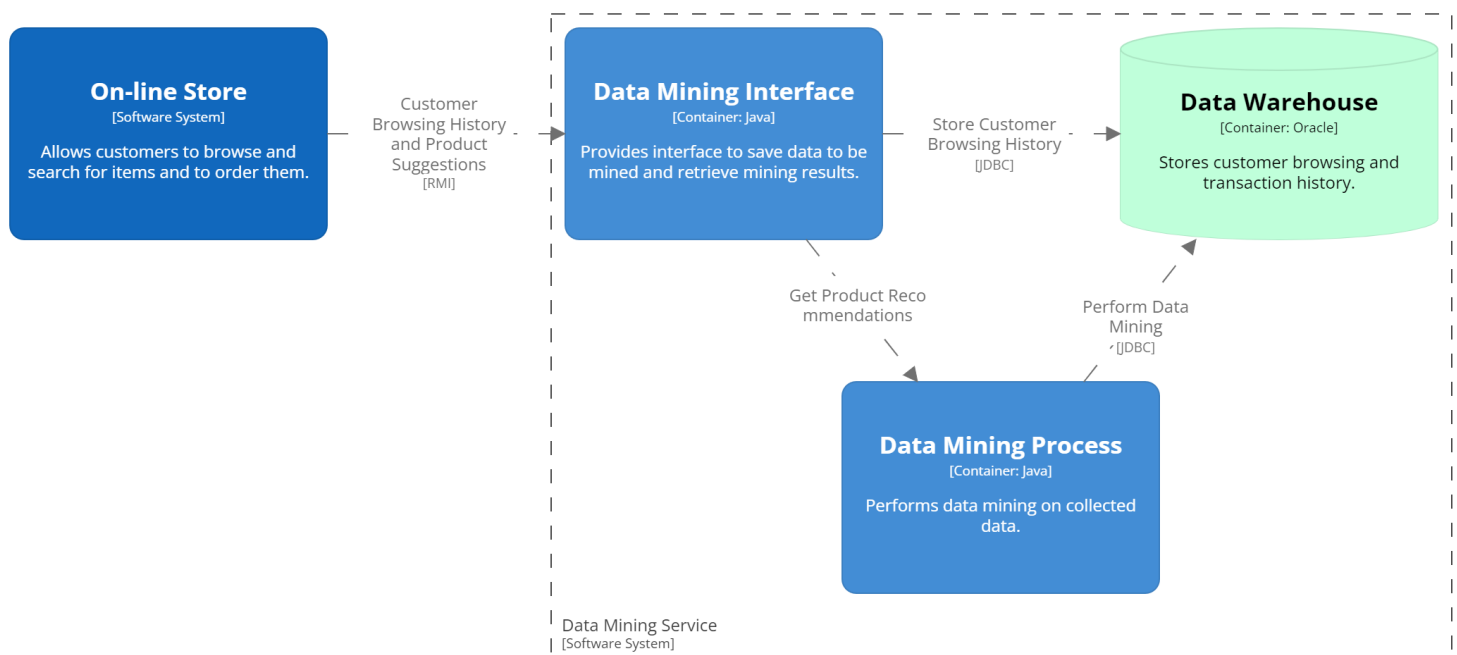 On-line Store
[Software System]
Allows customers to browse and
search for items and to order them.
Customer
Browsing History
and Product
Suggestions
[RMI]
Data Mining Interface
[Container: Java]
Provides interface to save data to be
mined and retrieve mining results.
Store Customer
Browsing History
[JDBC]
Data Warehouse
[Container: Oracle]
Stores customer browsing and
transaction history.
Get Product Reco
mmendations
Perform Data
Mining
[JDBC]
Data Mining Process
[Container: Java]
Performs data mining on collected
data.
Data Mining Service
[Software System]